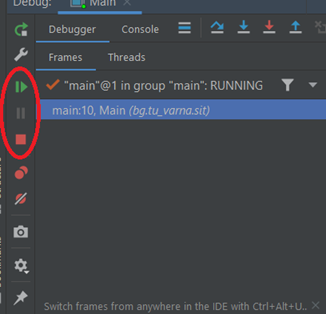 Debug: Main
Debugger Console
Frames Threads
"main"@1 in group "main": RUNNING
main:10, Main (bg.tu_varna.sit)
Switch frames from anywhere in the IDE with Ctrl+Alt+U...